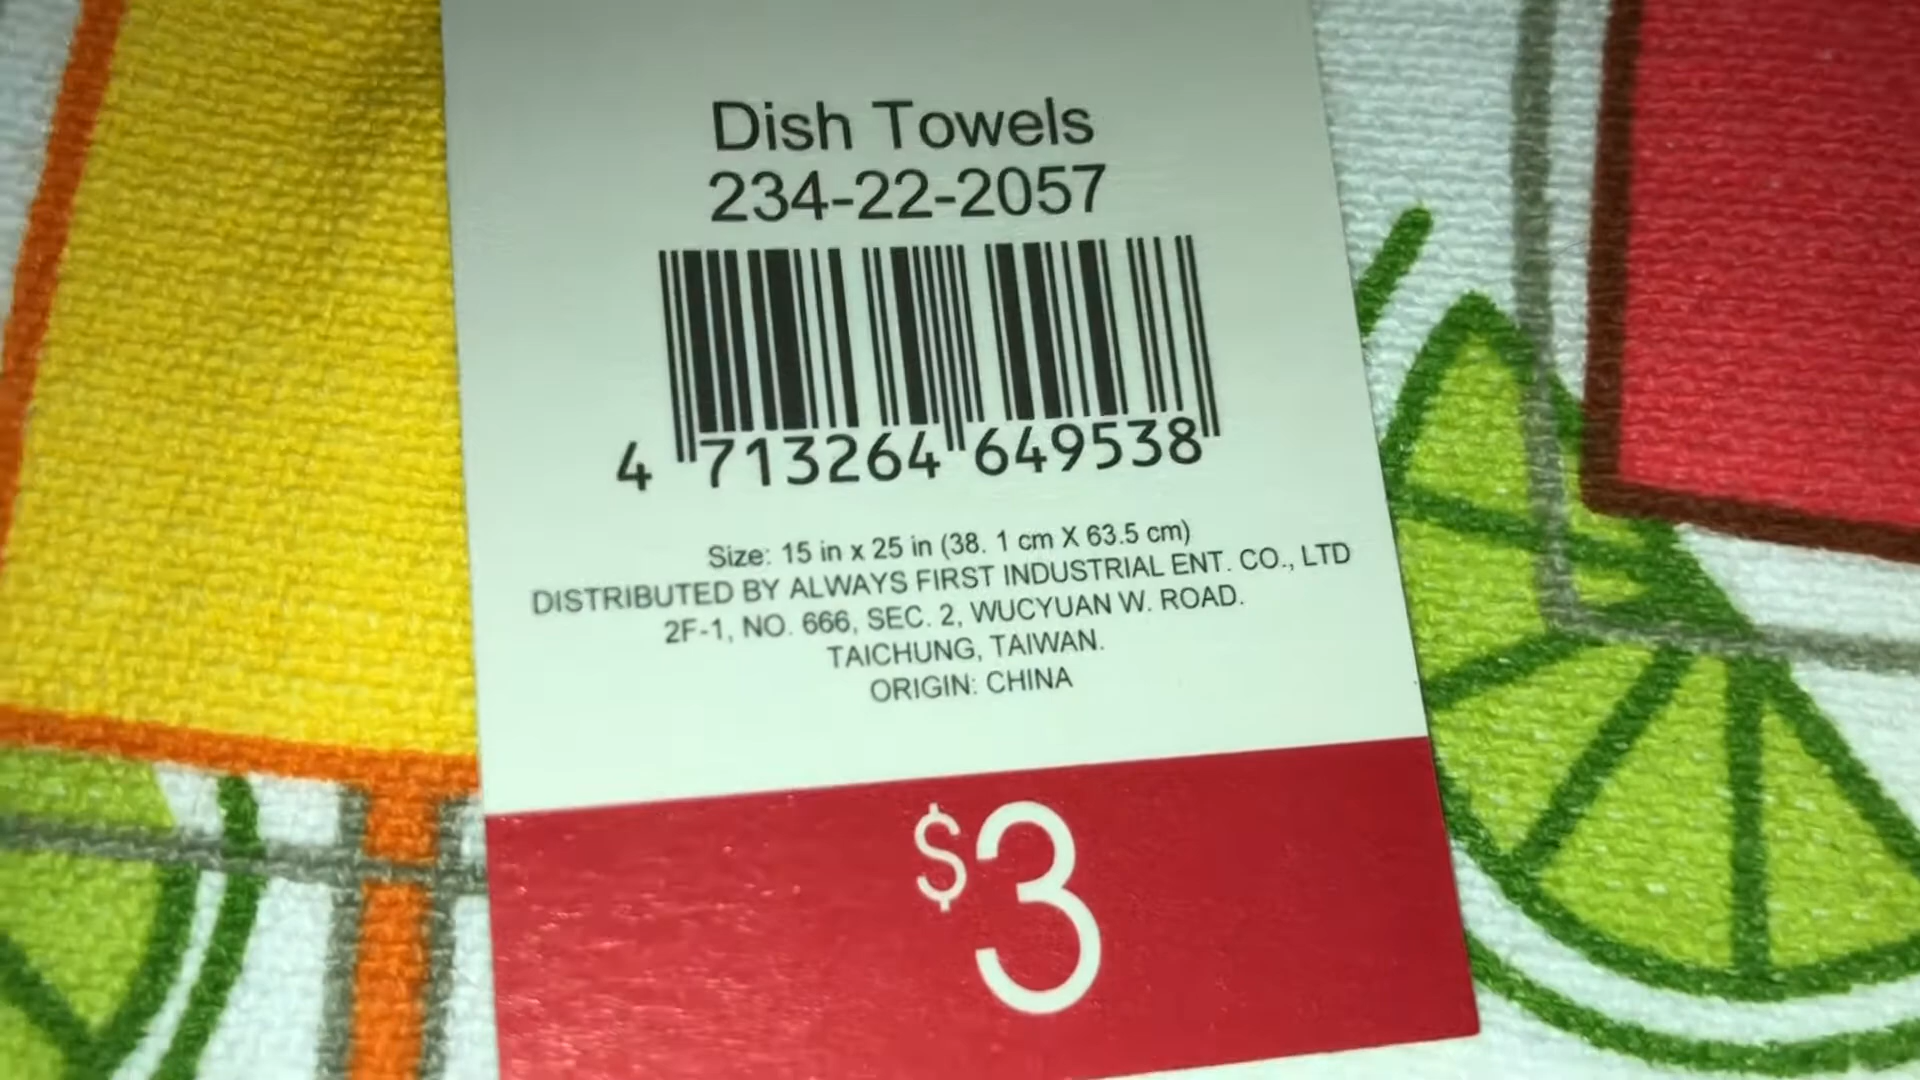 Dish Towels
234-22-2057
4 713264 649538
Size: 15 in x 25 in (38. 1 cm X 63.5 cm)
DISTRIBUTED BY ALWAYS FIRST INDUSTRIAL ENT. CO., LTD
2F-1, NO. 666, SEC. 2, WUCYUAN W. ROAD.
TAICHUNG, TAIWAN.
ORIGIN: CHINA
$3